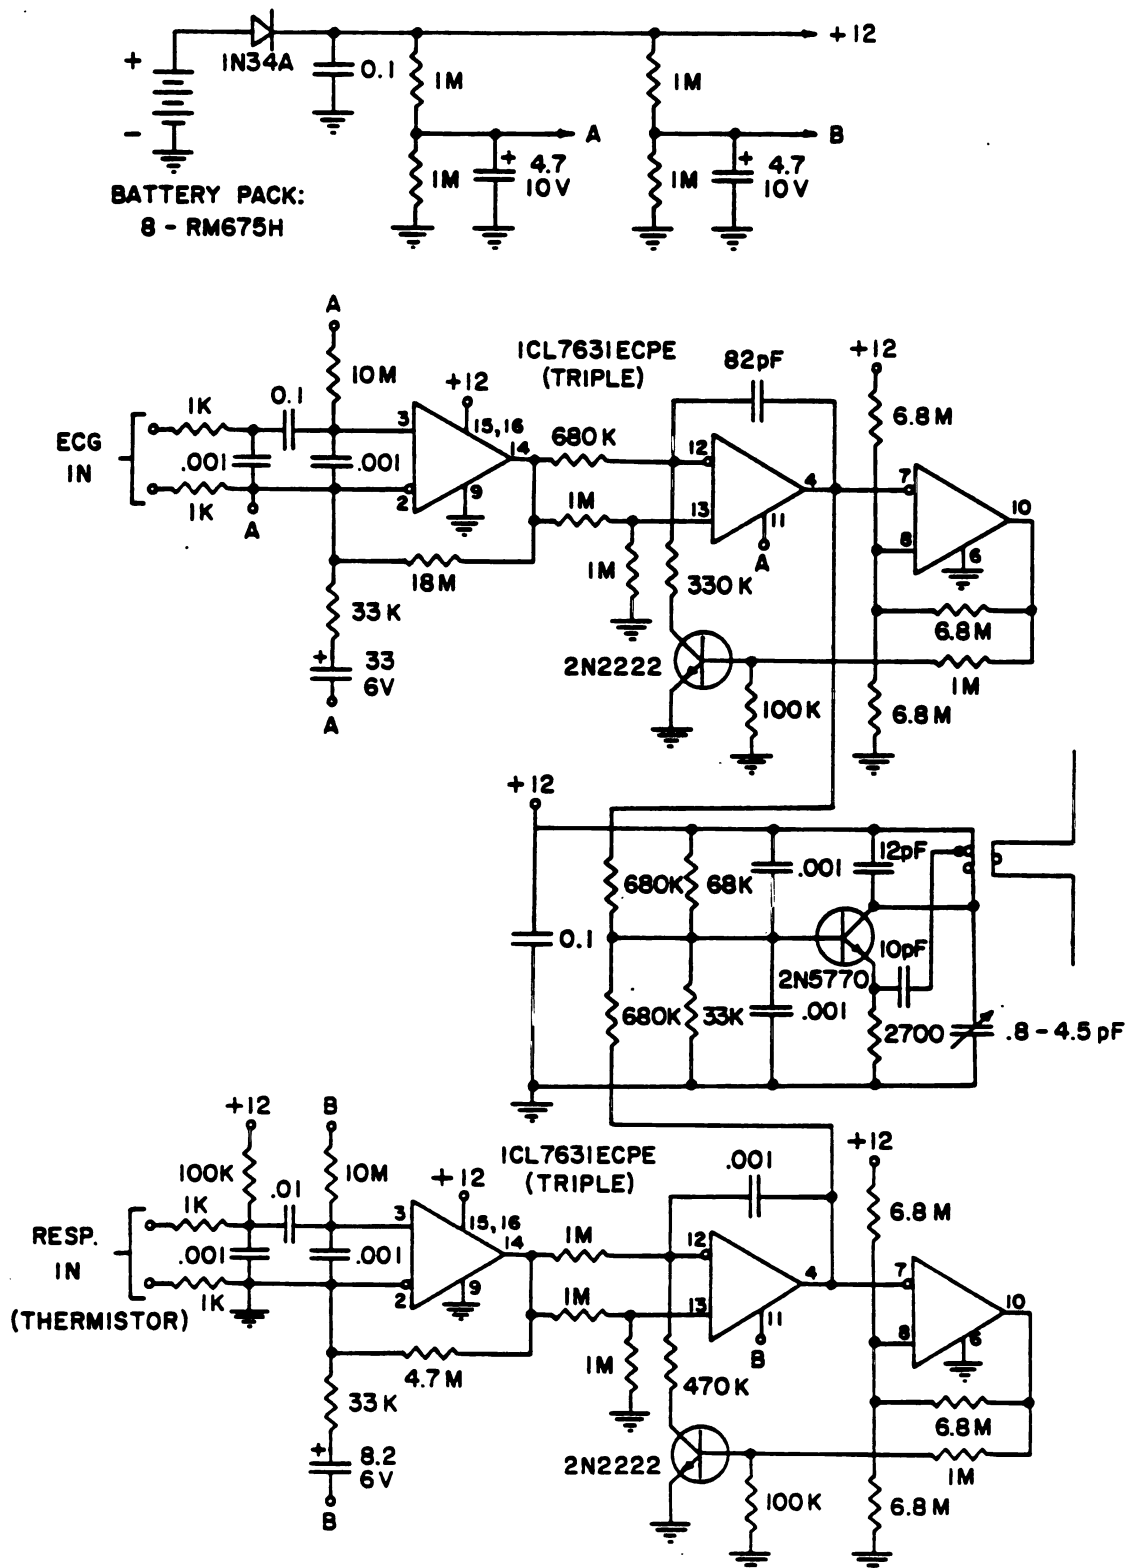 +12
+
1N34A
0.1
1M
1M
A
B
−
1M
+
4.7
10V
1M
+
4.7
10V
BATTERY PACK:
8 - RM675H
A
10M
ICL7631ECPE
(TRIPLE)
82pF
+12
+12
6.8M
0.1
1K
3
15,16
14
680K
12
ECG
IN
.001
.001
4
7
10
9
1M
13
2
1K
A
11
A
8
6
18M
1M
330K
33K
6.8M
2N2222
+
33
6V
1M
A
100K
6.8M
+12
12pF
680K
68K
.001
0.1
10pF
2N5770
680K
33K
.001
2700
.8 - 4.5pF
+12
B
ICL7631ECPE
(TRIPLE)
.001
+12
100K
10M
+12
.01
6.8M
1K
3
15,16
14
1M
12
RESP.
IN
(THERMISTOR)
.001
.001
4
7
10
9
1M
13
2
1K
11
B
8
6
4.7M
1M
470K
33K
6.8M
2N2222
+
8.2
6V
1M
B
100K
6.8M